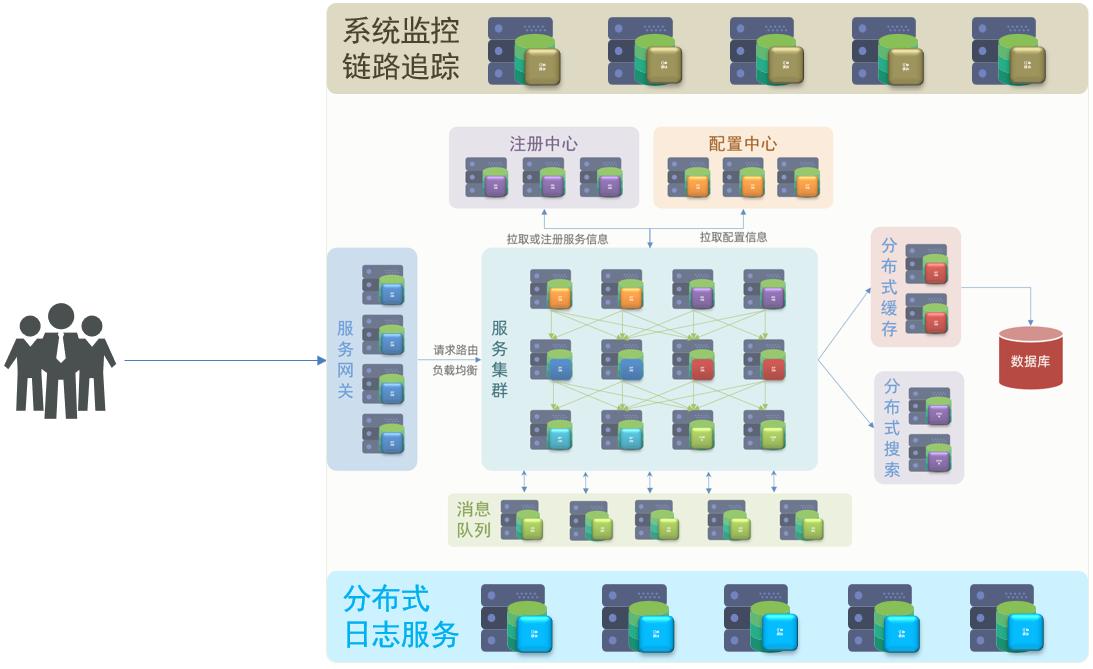 系统监控
链路追踪
注册中心
配置中心
拉取或注册服务信息
拉取配置信息
服务网关
请求路由
负载均衡
服务集群
分布式缓存
数据库
分布式搜索
消息
队列
分布式
日志服务